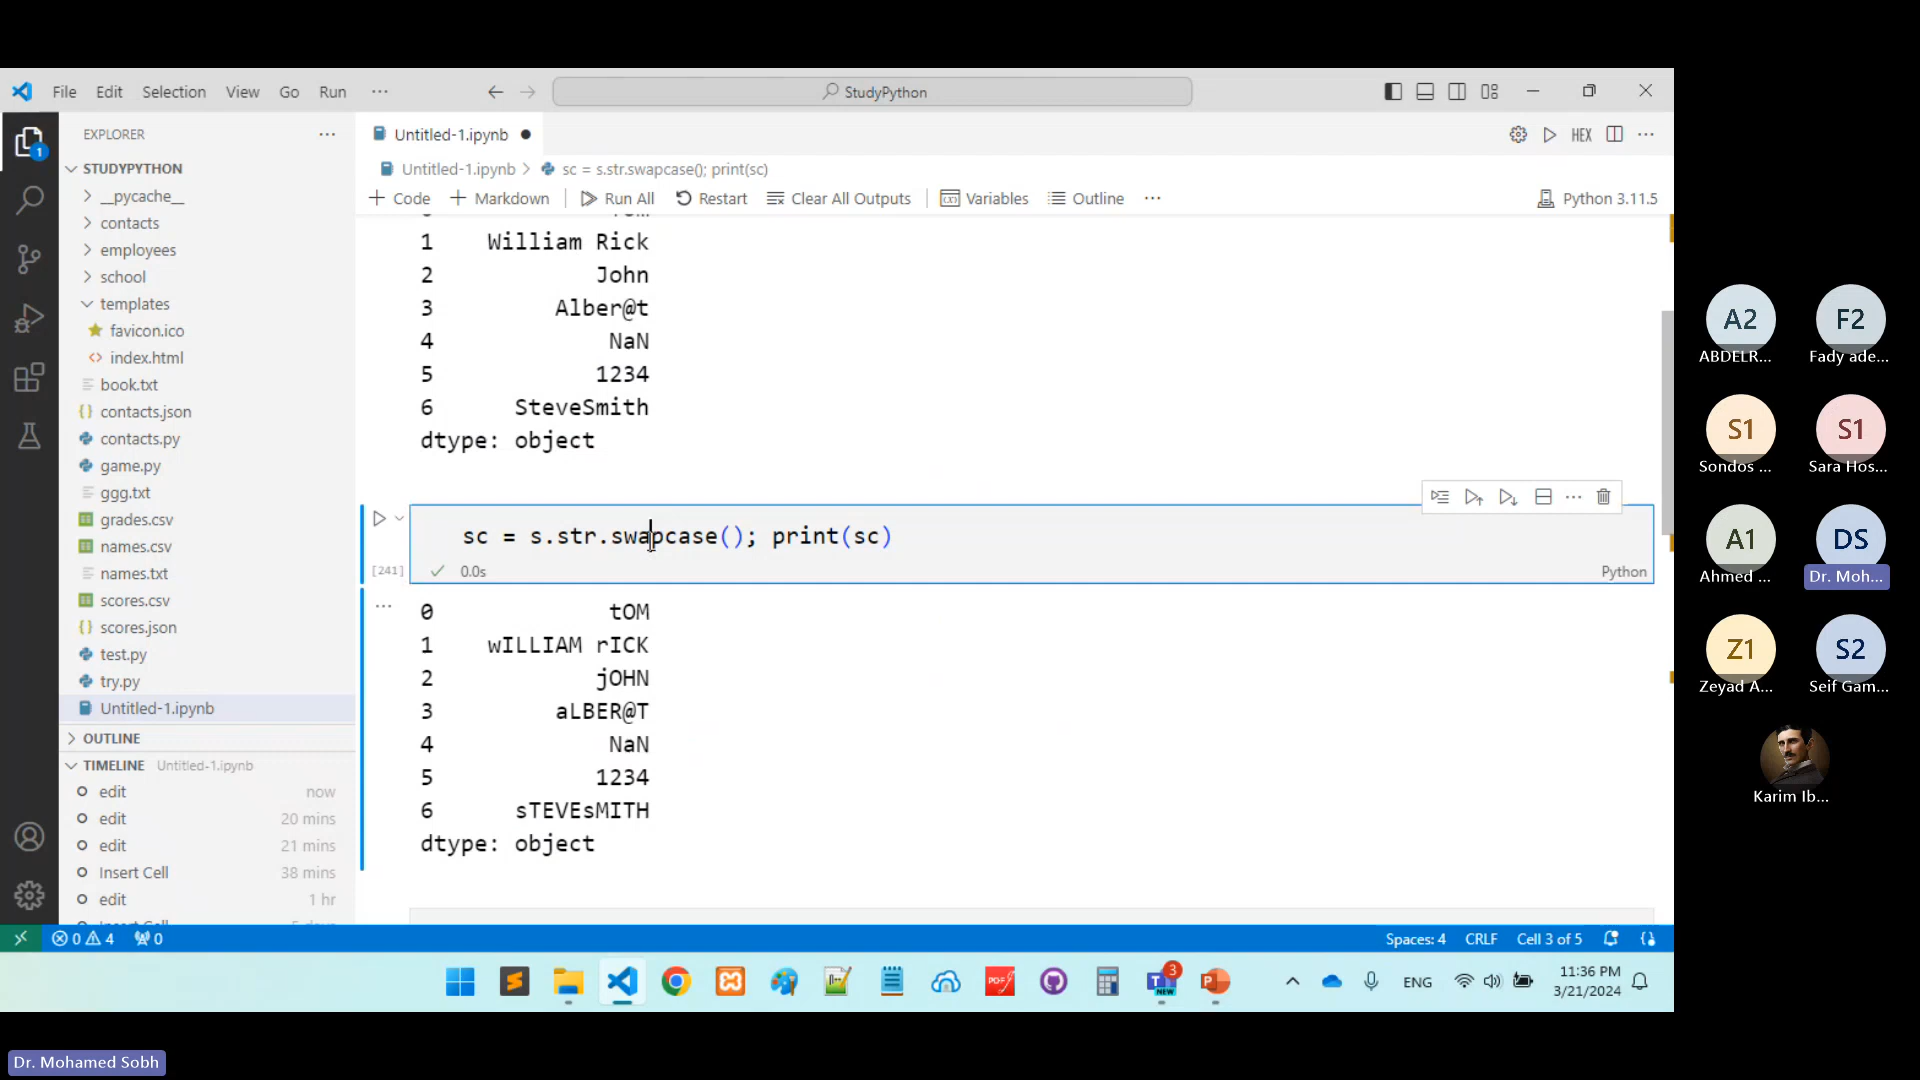 File Edit Selection View Go Run ··· StudyPython
EXPLORER ···
Untitled-1.ipynb
HEX
Untitled-1.ipynb > sc = s.str.swapcase(); print(sc)
+ Code + Markdown Run All Restart Clear All Outputs Variables Outline ··· Python 3.11.5
1
STUDYPYTHON
__pycache__
contacts
employees
school
templates
favicon.ico
index.html
book.txt
contacts.json
contacts.py
game.py
ggg.txt
grades.csv
names.csv
names.txt
scores.csv
scores.json
test.py
try.py
Untitled-1.ipynb
OUTLINE
TIMELINE Untitled-1.ipynb
edit now
edit 20 mins
edit 21 mins
Insert Cell 38 mins
edit 1 hr
1 William Rick
2 John
3 Alber@t
4 NaN
5 1234
6 SteveSmith
dtype: object
sc = s.str.swapcase(); print(sc)
[241] 0.0s Python
0 tOM
1 wILLIAM rICK
2 jOHN
3 aLBER@T
4 NaN
5 1234
6 sTEVEsMITH
dtype: object
0 4 0 Spaces: 4 CRLF Cell 3 of 5
3
NEW
ENG
11:36 PM
3/21/2024
A2 F2
ABDELR... Fady ade...
S1 S1
Sondos ... Sara Hos...
A1 DS
Ahmed ... Dr. Moh...
Z1 S2
Zeyad A... Seif Gam...
Karim Ib...
Dr. Mohamed Sobh